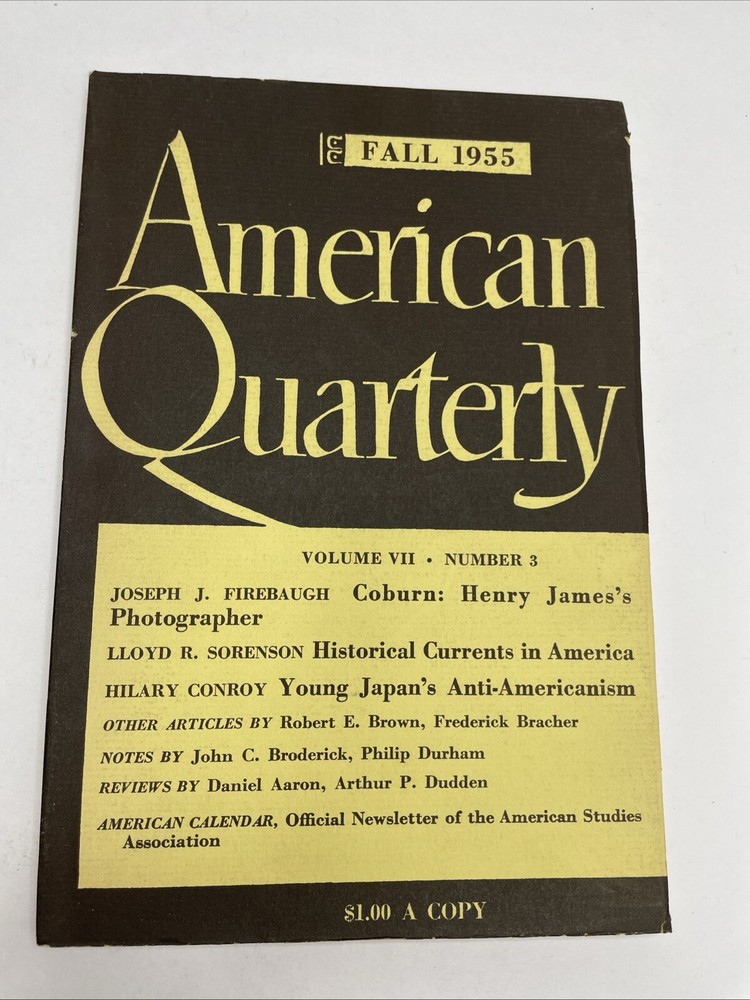 FALL 1955
American
Quarterly
VOLUME VII • NUMBER 3
JOSEPH J. FIREBAUGH Coburn: Henry James's
Photographer
LLOYD R. SORENSON Historical Currents in America
HILARY CONROY Young Japan's Anti-Americanism
OTHER ARTICLES BY Robert E. Brown, Frederick Bracher
NOTES BY John C. Broderick, Philip Durham
REVIEWS BY Daniel Aaron, Arthur P. Dudden
AMERICAN CALENDAR, Official Newsletter of the American Studies
Association
$1.00 A COPY